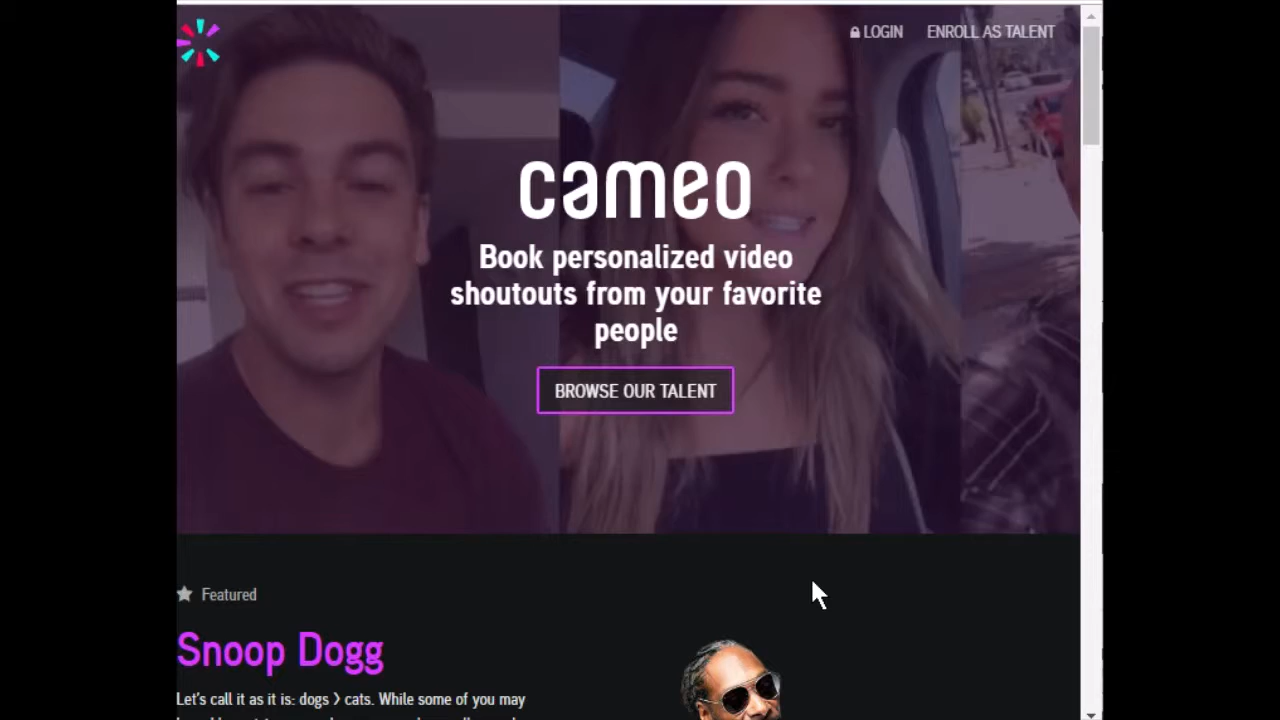 LOGIN
ENROLL AS TALENT
cameo
Book personalized video
shoutouts from your favorite
people
BROWSE OUR TALENT
Featured
Snoop Dogg
Let's call it as it is: dogs > cats. While some of you may